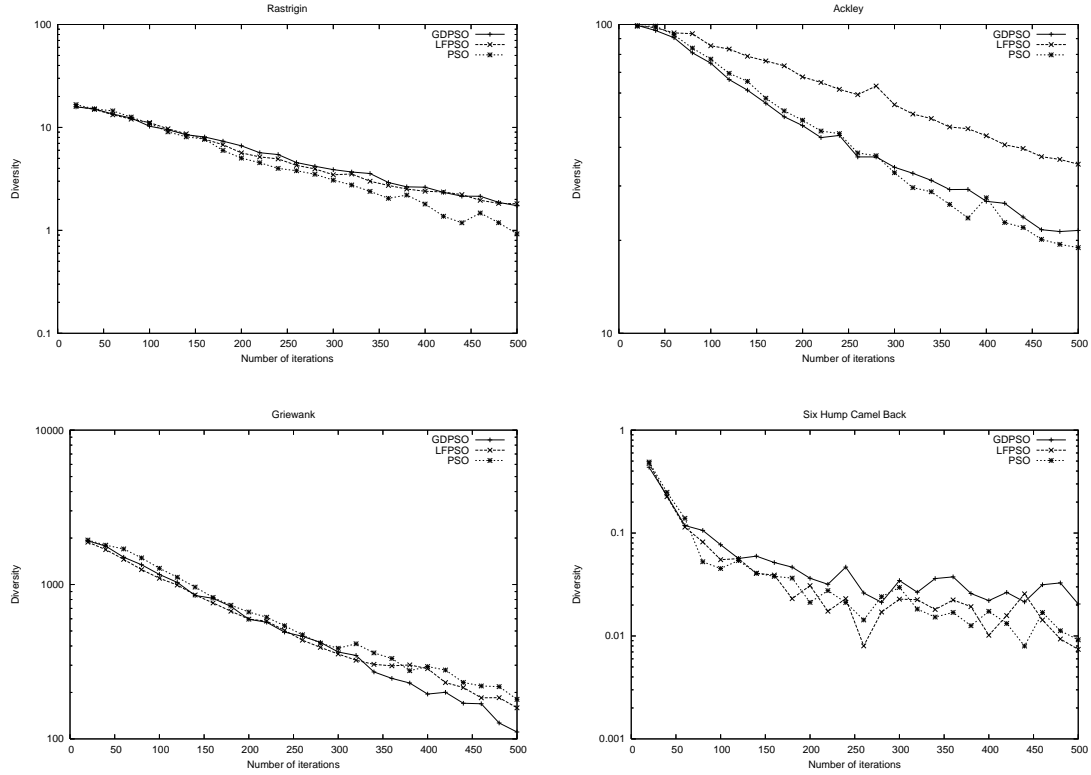 Rastrigin
100
10
1
0.1
Diversity
GDPSO
LFPSO
PSO
0 50 100 150 200 250 300 350 400 450 500
Number of iterations
Ackley
100
10
Diversity
GDPSO
LFPSO
PSO
0 50 100 150 200 250 300 350 400 450 500
Number of iterations
Griewank
10000
1000
100
Diversity
GDPSO
LFPSO
PSO
0 50 100 150 200 250 300 350 400 450 500
Number of iterations
Six Hump Camel Back
1
0.1
0.01
0.001
Diversity
GDPSO
LFPSO
PSO
0 50 100 150 200 250 300 350 400 450 500
Number of iterations